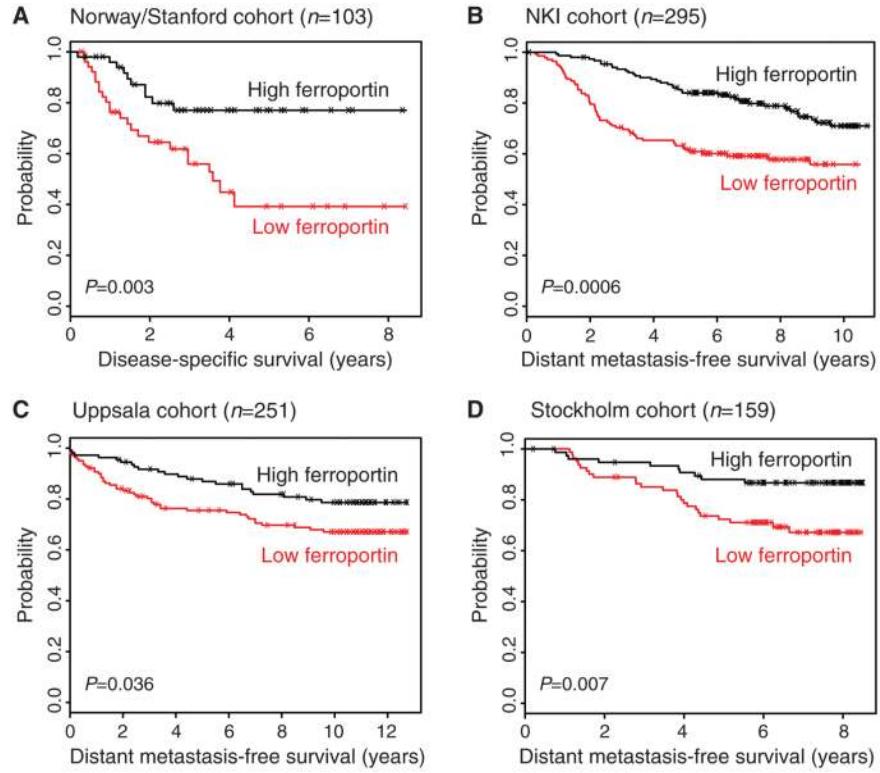 A Norway/Stanford cohort (n=103)
Probability
1.0
0.8
0.6
0.4
0.2
0.0
High ferroportin
Low ferroportin
P=0.003
0 2 4 6 8
Disease-specific survival (years)
B NKI cohort (n=295)
Probability
1.0
0.8
0.6
0.4
0.2
0.0
High ferroportin
Low ferroportin
P=0.0006
0 2 4 6 8 10
Distant metastasis-free survival (years)
C Uppsala cohort (n=251)
Probability
1.0
0.8
0.6
0.4
0.2
0.0
High ferroportin
Low ferroportin
P=0.036
0 2 4 6 8 10 12
Distant metastasis-free survival (years)
D Stockholm cohort (n=159)
Probability
1.0
0.8
0.6
0.4
0.2
0.0
High ferroportin
Low ferroportin
P=0.007
0 2 4 6 8
Distant metastasis-free survival (years)